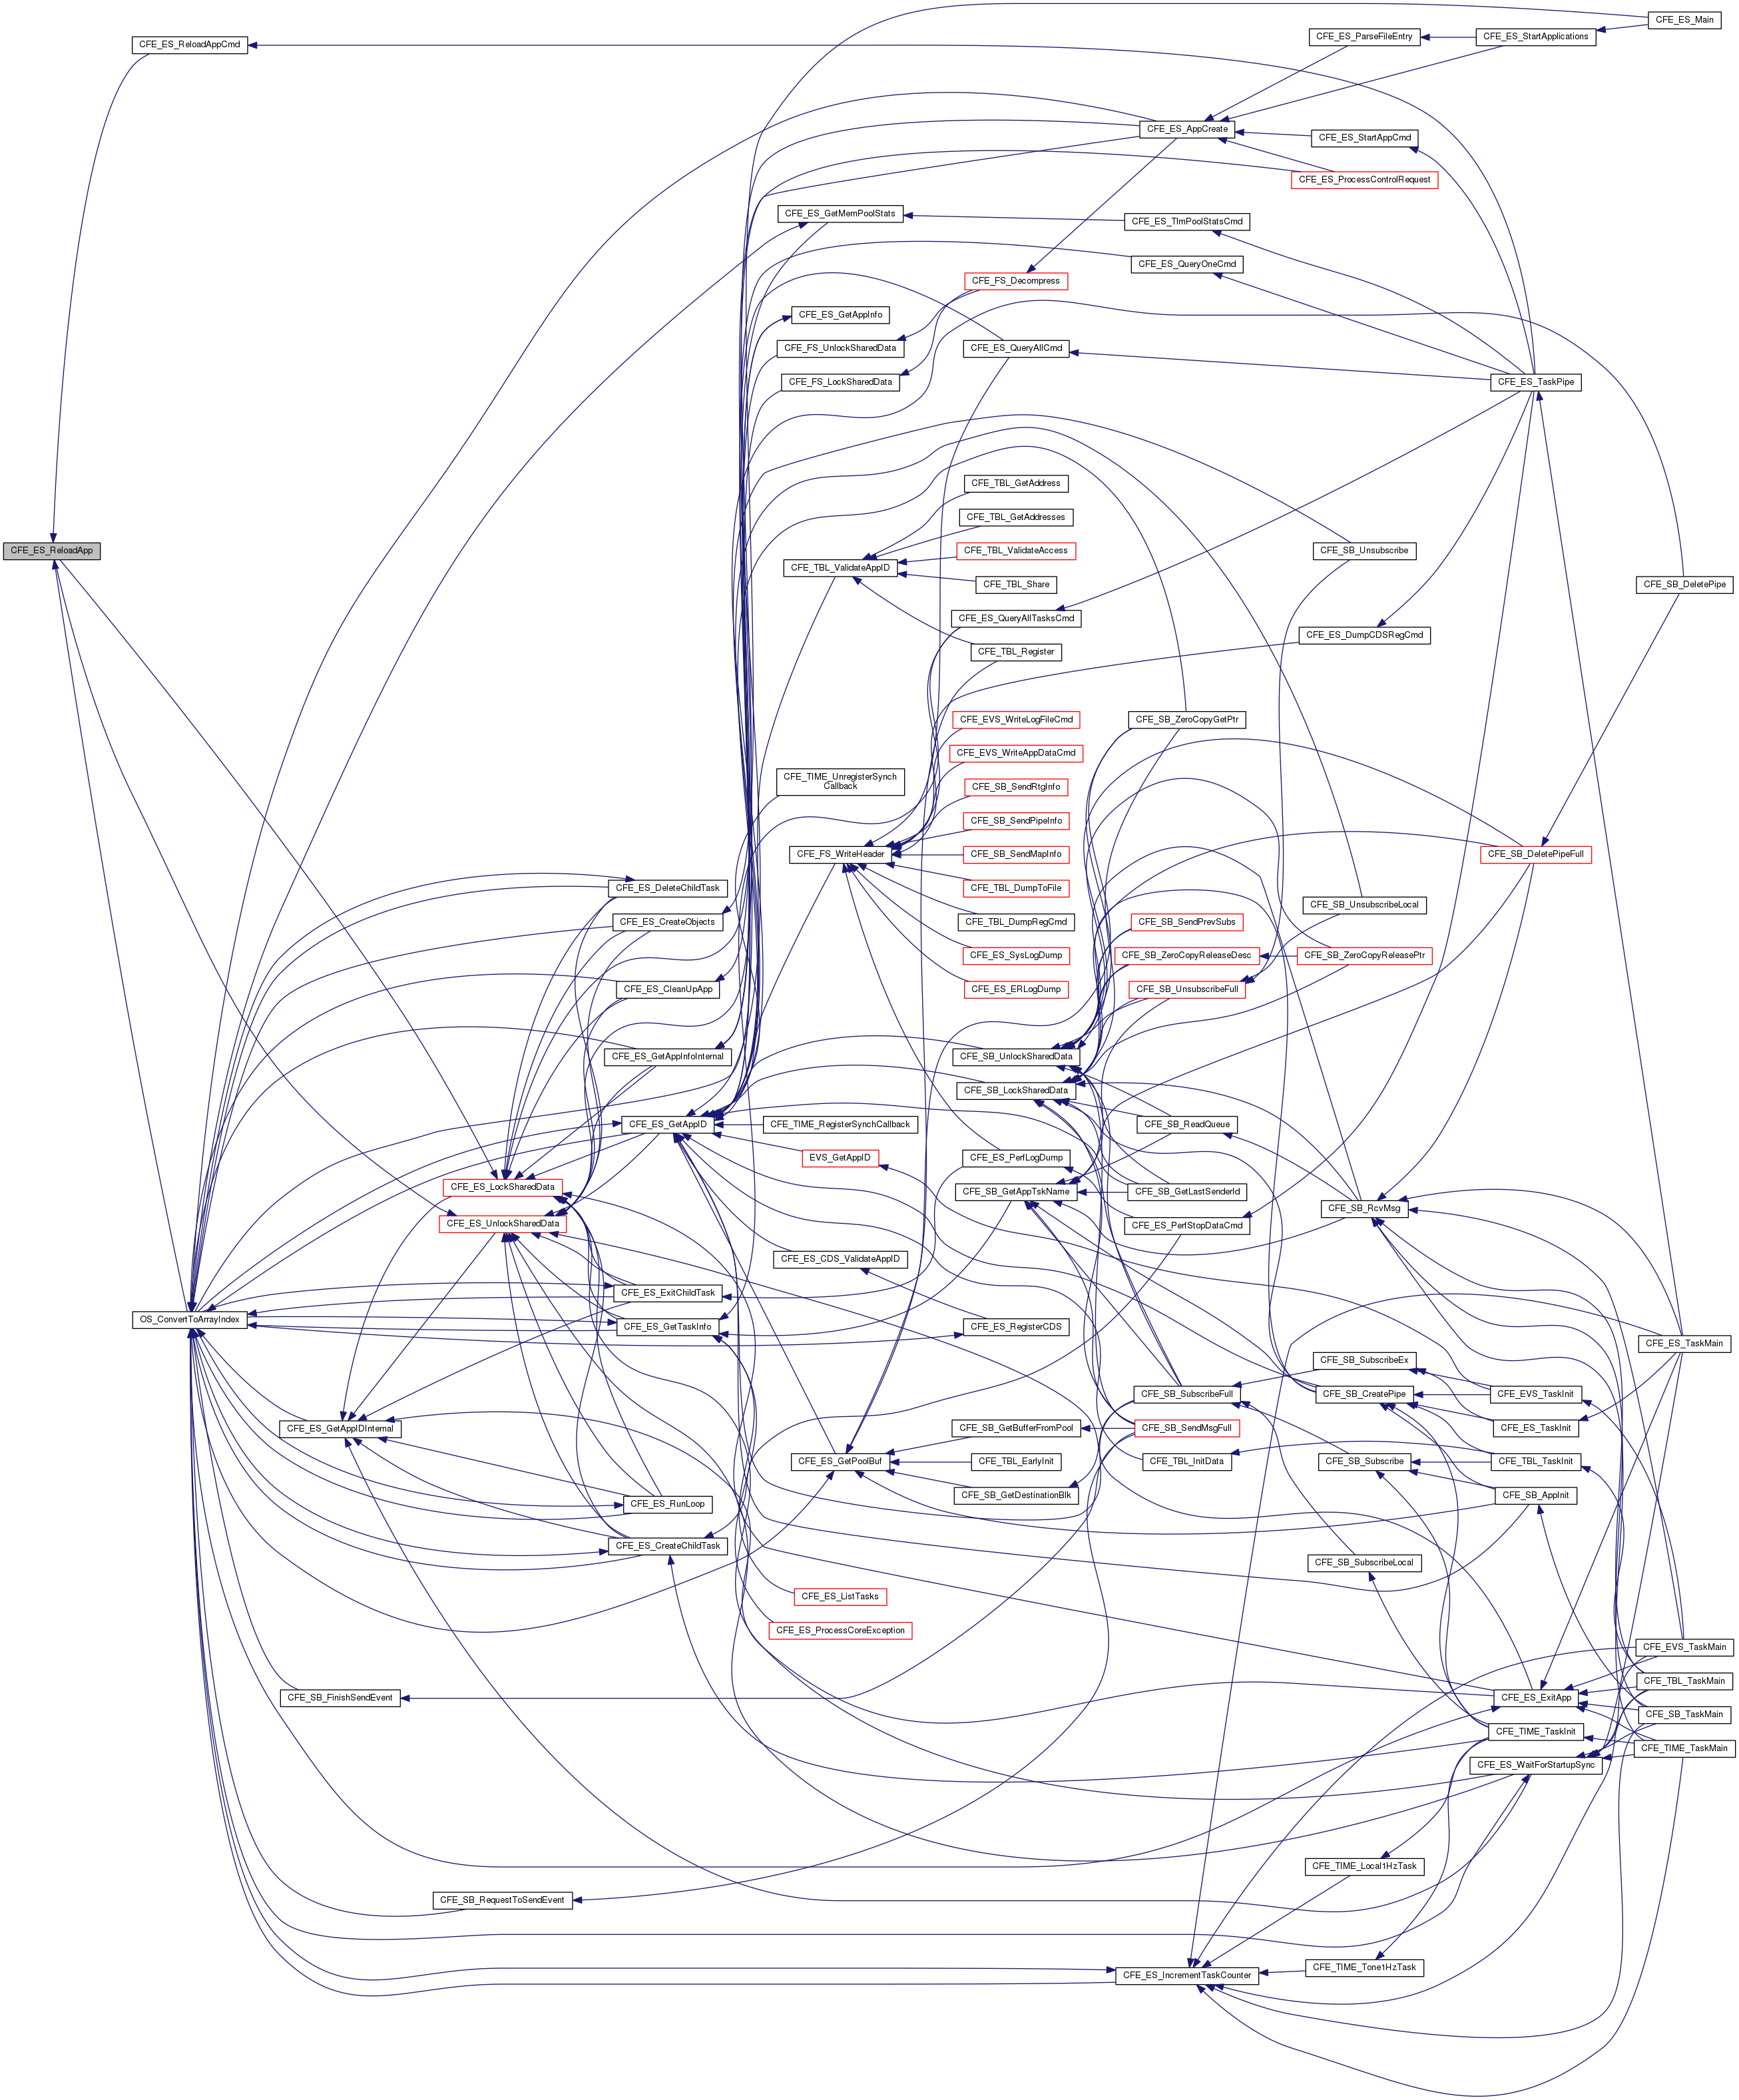 CFE_ES_Main
CFE_ES_ReloadAppCmd
CFE_ES_ParseFileEntry
CFE_ES_StartApplications
CFE_ES_AppCreate
CFE_ES_StartAppCmd
CFE_ES_ProcessControlRequest
CFE_ES_GetMemPoolStats
CFE_ES_TlmPoolStatsCmd
CFE_ES_QueryOneCmd
CFE_FS_Decompress
CFE_ES_GetAppInfo
CFE_FS_UnlockSharedData
CFE_ES_QueryAllCmd
CFE_FS_LockSharedData
CFE_ES_TaskPipe
CFE_TBL_GetAddress
CFE_TBL_GetAddresses
CFE_ES_ReloadApp
CFE_TBL_ValidateAccess
CFE_SB_Unsubscribe
CFE_TBL_ValidateAppID
CFE_TBL_Share
CFE_SB_DeletePipe
CFE_ES_QueryAllTasksCmd
CFE_ES_DumpCDSRegCmd
CFE_TBL_Register
CFE_EVS_WriteLogFileCmd
CFE_SB_ZeroCopyGetPtr
CFE_EVS_WriteAppDataCmd
CFE_TIME_UnregisterSynch
Callback
CFE_SB_SendRtgInfo
CFE_SB_SendPipeInfo
CFE_FS_WriteHeader
CFE_SB_SendMapInfo
CFE_SB_DeletePipeFull
CFE_ES_DeleteChildTask
CFE_TBL_DumpToFile
CFE_SB_UnsubscribeLocal
CFE_ES_CreateObjects
CFE_TBL_DumpRegCmd
CFE_SB_SendPrevSubs
CFE_ES_SysLogDump
CFE_SB_ZeroCopyReleaseDesc
CFE_SB_ZeroCopyReleasePtr
CFE_ES_CleanUpApp
CFE_ES_ERLogDump
CFE_SB_UnsubscribeFull
CFE_ES_GetAppInfoInternal
CFE_SB_UnlockSharedData
CFE_SB_LockSharedData
CFE_ES_GetAppID
CFE_TIME_RegisterSynchCallback
CFE_SB_ReadQueue
EVS_GetAppID
CFE_ES_PerfLogDump
CFE_ES_LockSharedData
CFE_SB_GetAppTskName
CFE_SB_GetLastSenderId
CFE_SB_RcvMsg
CFE_ES_UnlockSharedData
CFE_ES_PerfStopDataCmd
CFE_ES_CDS_ValidateAppID
CFE_ES_ExitChildTask
OS_ConvertToArrayIndex
CFE_ES_GetTaskInfo
CFE_ES_RegisterCDS
CFE_ES_TaskMain
CFE_SB_SubscribeEx
CFE_SB_SubscribeFull
CFE_SB_CreatePipe
CFE_EVS_TaskInit
CFE_ES_GetAppIDInternal
CFE_SB_GetBufferFromPool
CFE_SB_SendMsgFull
CFE_ES_TaskInit
CFE_ES_GetPoolBuf
CFE_TBL_EarlyInit
CFE_TBL_InitData
CFE_SB_Subscribe
CFE_TBL_TaskInit
CFE_SB_GetDestinationBlk
CFE_SB_AppInit
CFE_ES_RunLoop
CFE_ES_CreateChildTask
CFE_SB_SubscribeLocal
CFE_ES_ListTasks
CFE_ES_ProcessCoreException
CFE_EVS_TaskMain
CFE_TBL_TaskMain
CFE_SB_FinishSendEvent
CFE_ES_ExitApp
CFE_SB_TaskMain
CFE_TIME_TaskInit
CFE_TIME_TaskMain
CFE_ES_WaitForStartupSync
CFE_TIME_Local1HzTask
CFE_SB_RequestToSendEvent
CFE_TIME_Tone1HzTask
CFE_ES_IncrementTaskCounter